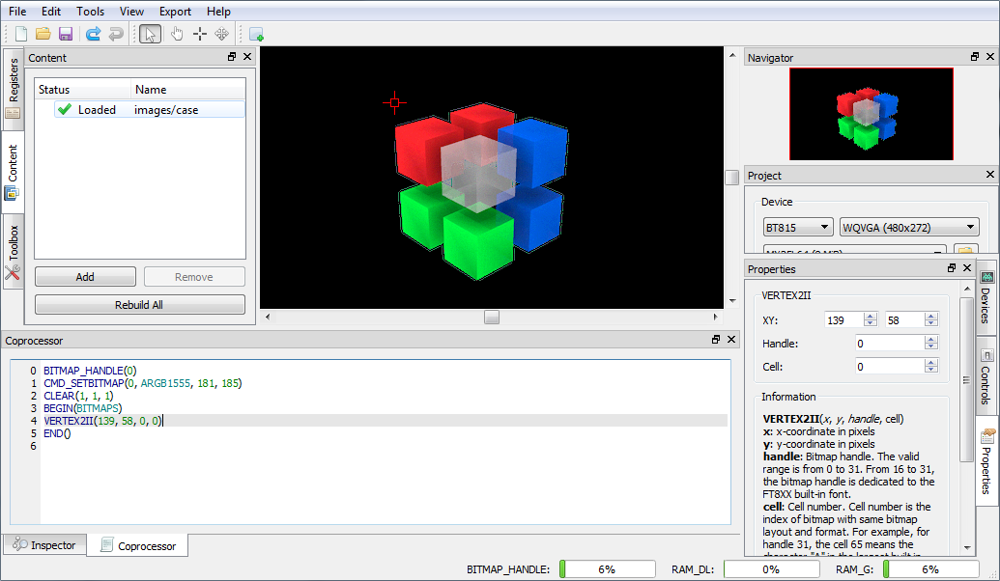 File Edit Tools View Export Help
Registers
Content
Toolbox
Content
Status Name
Loaded images/case
Add Remove
Rebuild All
Navigator
Project
Device
BT815 WQVGA (480x272)
Properties
VERTEX2II
XY: 139 58
Handle: 0
Cell: 0
Information
VERTEX2II(x, y, handle, cell)
x: x-coordinate in pixels
y: y-coordinate in pixels
handle: Bitmap handle. The valid
range is from 0 to 31. From 16 to 31,
the bitmap handle is dedicated to the
FT8XX built-in font.
cell: Cell number. Cell number is the
index of bitmap with same bitmap
layout and format. For example, for
handle 31, the cell 65 means the
Devices
Controls
Properties
Coprocessor
0 BITMAP_HANDLE(0)
1 CMD_SETBITMAP(0, ARGB1555, 181, 185)
2 CLEAR(1, 1, 1)
3 BEGIN(BITMAPS)
4 VERTEX2II(139, 58, 0, 0)
5 END()
6
Inspector Coprocessor
BITMAP_HANDLE: 6% RAM_DL: 0% RAM_G: 6%